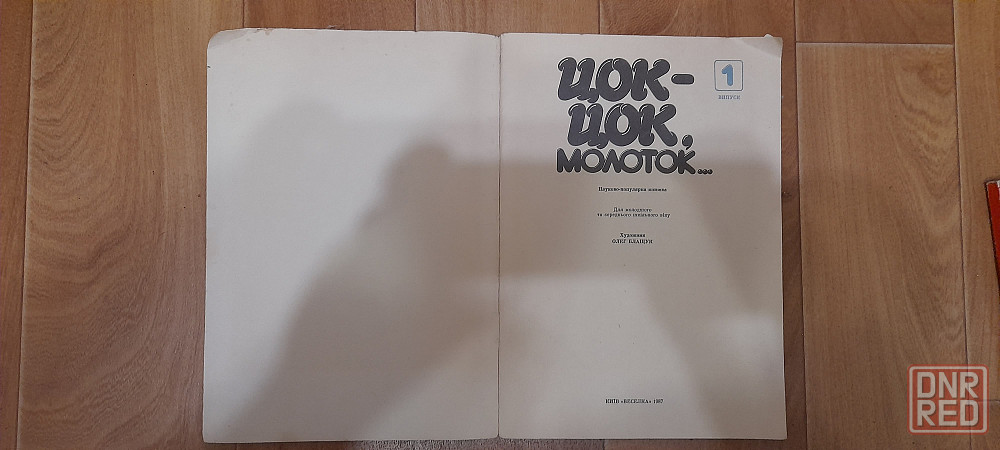 ЦОК-
ЦОК,
МОЛОТОК...
1
ВИПУСК
Науково-популярна книжка
Для молодшого
та середнього шкільного віку
Художник
ОЛЕГ БЛАЩУК
КИЇВ «ВЕСЕЛКА» 1987
DNR
RED